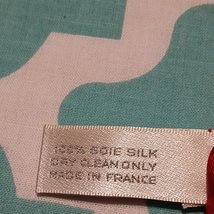 100% SOIE SILK
DRY CLEAN ONLY
MADE IN FRANCE